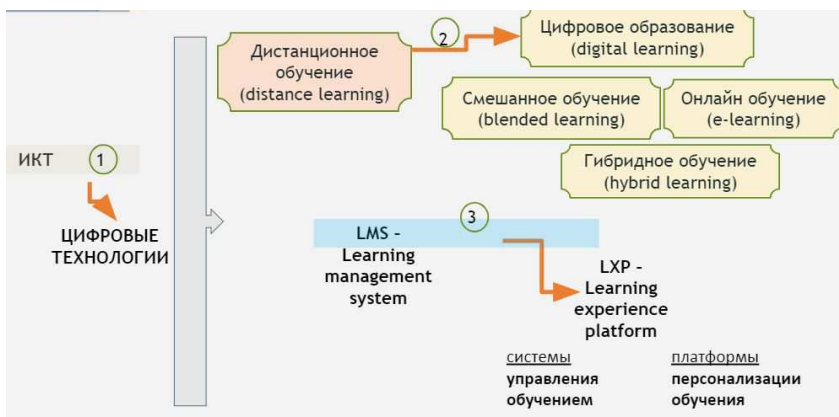 ИКТ
1
ЦИФРОВЫЕ
ТЕХНОЛОГИИ
Дистанционное
обучение
(distance learning)
2
Цифровое образование
(digital learning)
Смешанное обучение
(blended learning)
Онлайн обучение
(e-learning)
Гибридное обучение
(hybrid learning)
3
LMS –
Learning
management
system
LXP –
Learning
experience
platform
системы
управления
обучением
платформы
персонализации
обучения